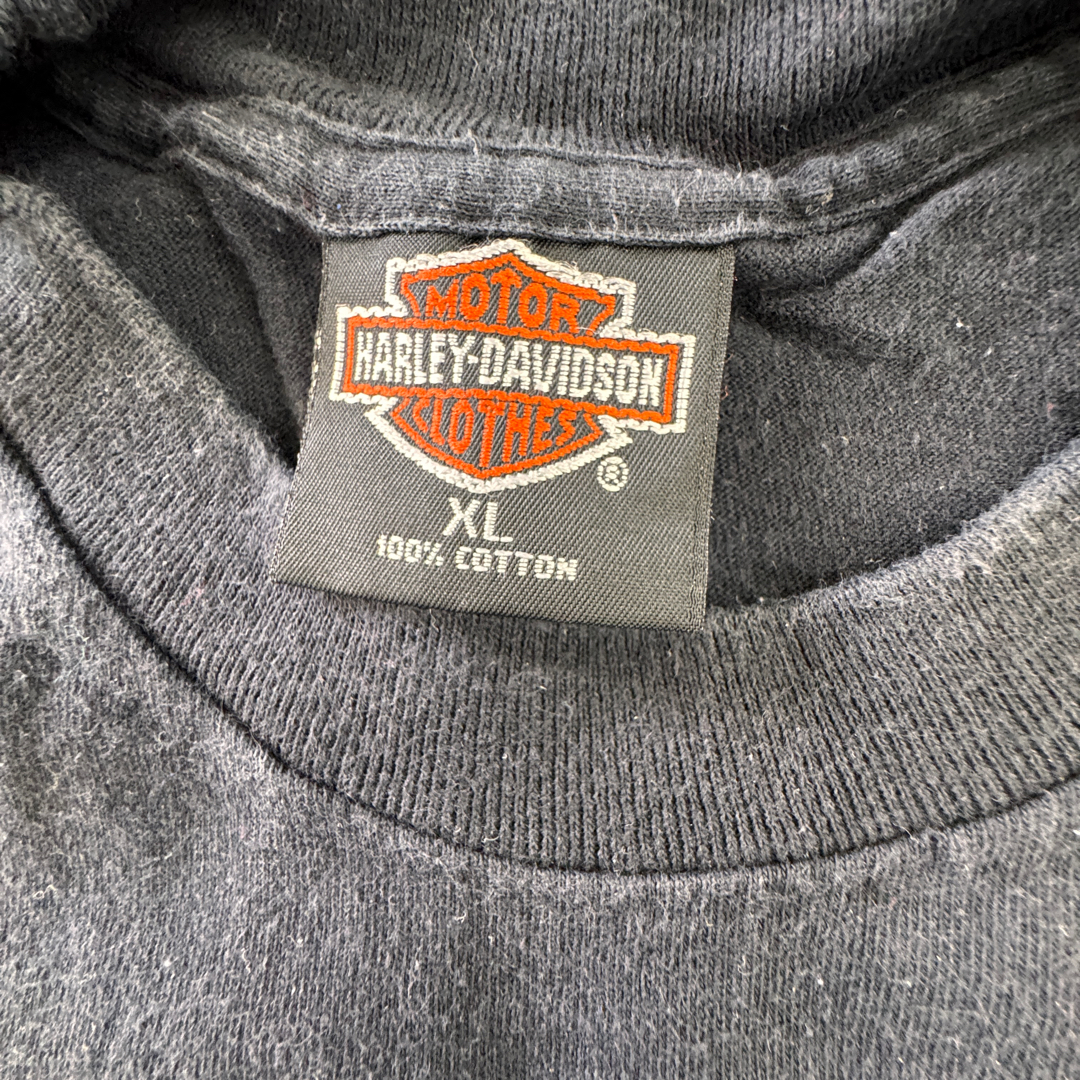 MOTOR
HARLEY-DAVIDSON
CLOTHES
®
XL
100% COTTON